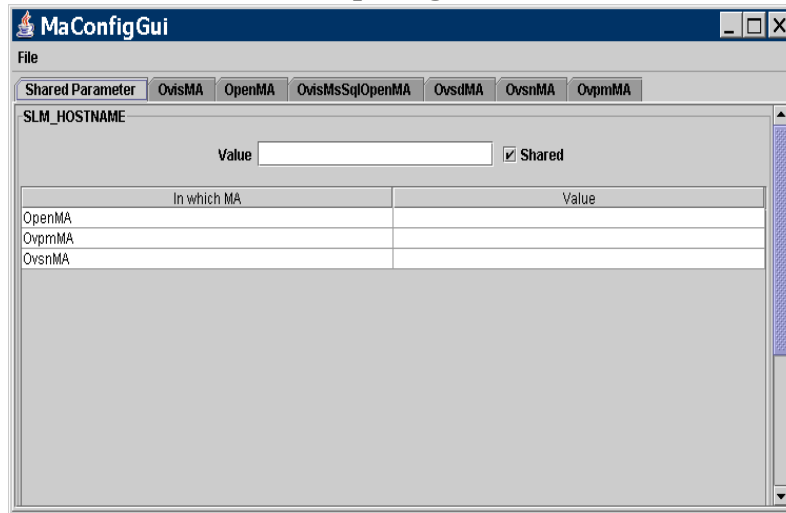 MaConfigGui
File
Shared Parameter OvisMA OpenMA OvisMsSqlOpenMA OvsdMA OvsnMA OvpmMA
SLM_HOSTNAME
Value Shared
In which MA Value
OpenMA
OvpmMA
OvsnMA